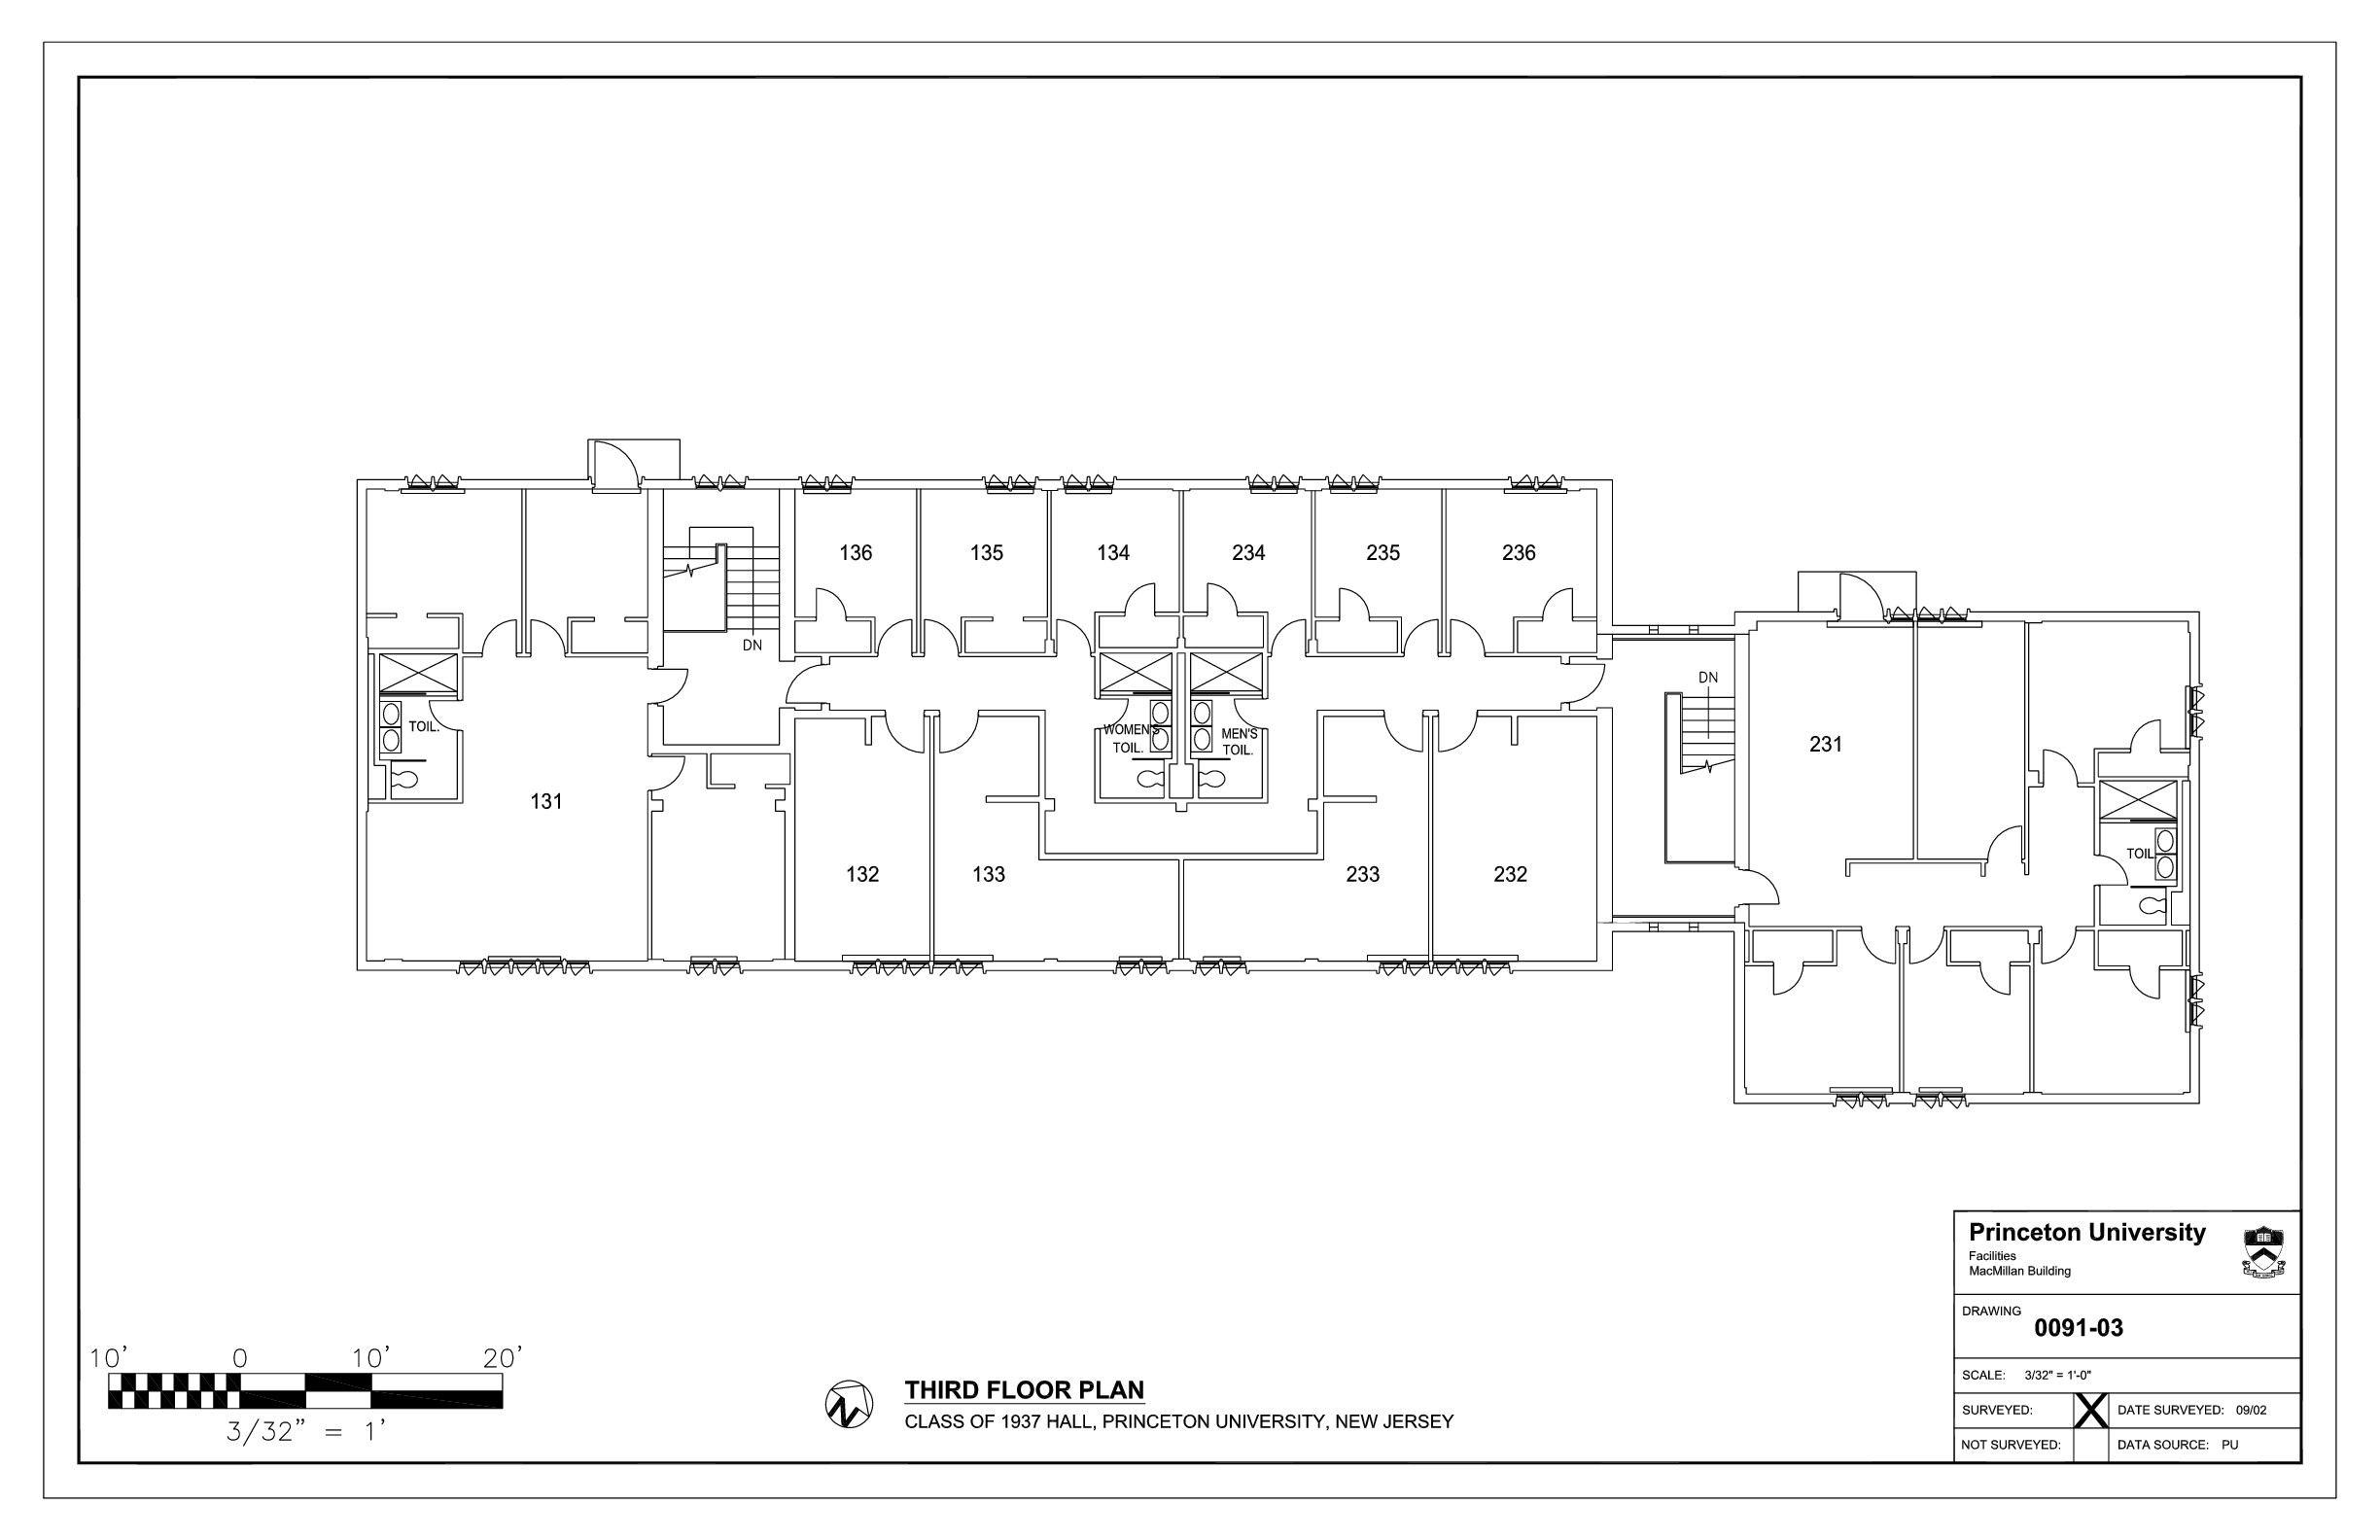 136
135
134
234
235
236
DN
DN
TOIL.
WOMEN'S
TOIL.
MEN'S
TOIL.
231
131
TOIL
132
133
233
232
Princeton University
Facilities
MacMillan Building
DRAWING
0091-03
SCALE: 3/32" = 1'-0"
SURVEYED: X DATE SURVEYED: 09/02
NOT SURVEYED: DATA SOURCE: PU
10' 0 10' 20'
3/32" = 1'
N
THIRD FLOOR PLAN
CLASS OF 1937 HALL, PRINCETON UNIVERSITY, NEW JERSEY